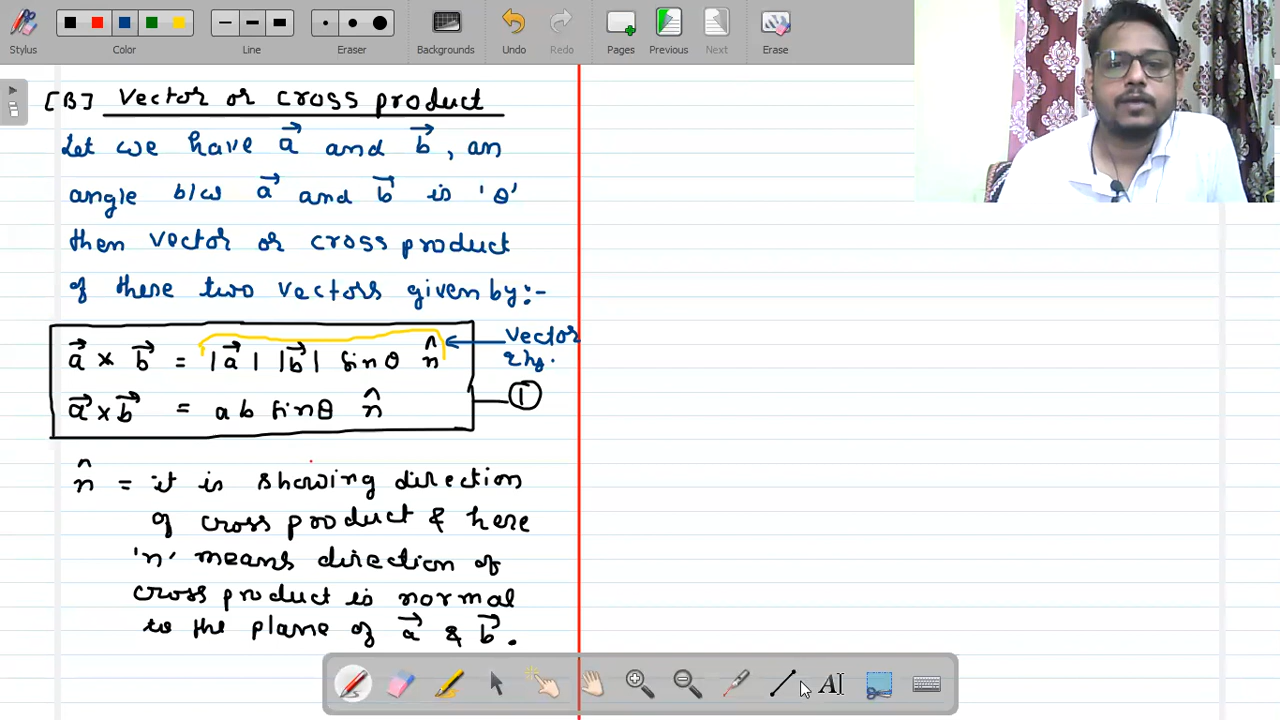 Stylus Color Line Eraser Backgrounds Undo Redo Pages Previous Next Erase
[B] Vector or cross product
Let we have a⃗ and b⃗, an
angle b/w a⃗ and b⃗ is 'θ'
then vector or cross product
of these two vectors given by:-
a⃗ × b⃗ = |a⃗| |b⃗| sinθ n̂
vector
qty.
a⃗×b⃗ = ab sinθ n̂
①
n̂ = it is showing direction
of cross product & here
'n' means direction of
cross product is normal
to the plane of a⃗ & b⃗.